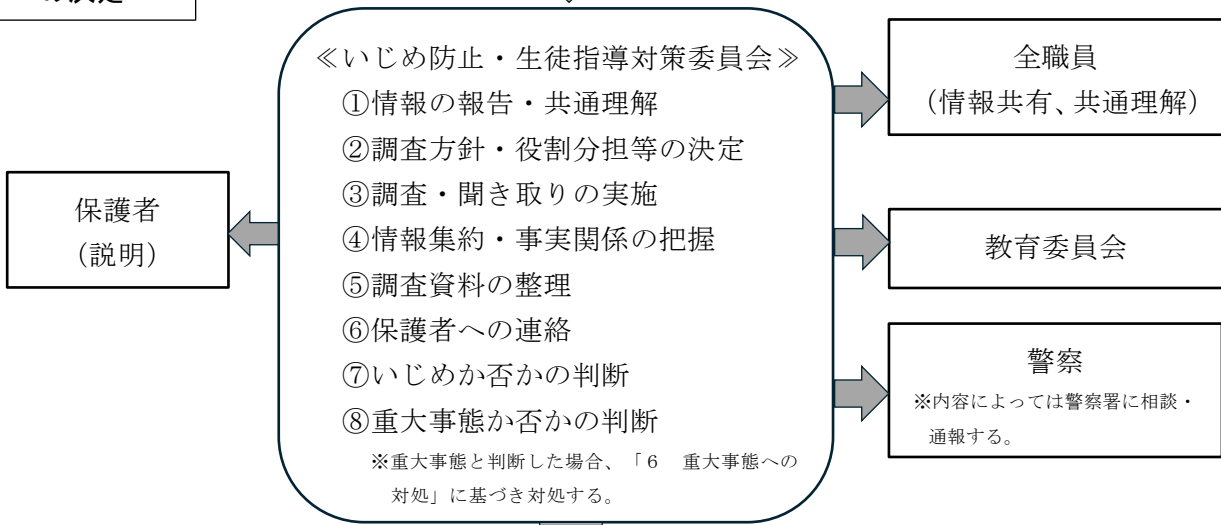 ≪いじめ防止・生徒指導対策委員会≫
①情報の報告・共通理解
②調査方針・役割分担等の決定
③調査・聞き取りの実施
④情報集約・事実関係の把握
⑤調査資料の整理
⑥保護者への連絡
⑦いじめか否かの判断
⑧重大事態か否かの判断
※重大事態と判断した場合、「6　重大事態への
対処」に基づき対処する。
保護者
（説明）
全職員
（情報共有、共通理解）
教育委員会
警察
※内容によっては警察署に相談・
通報する。